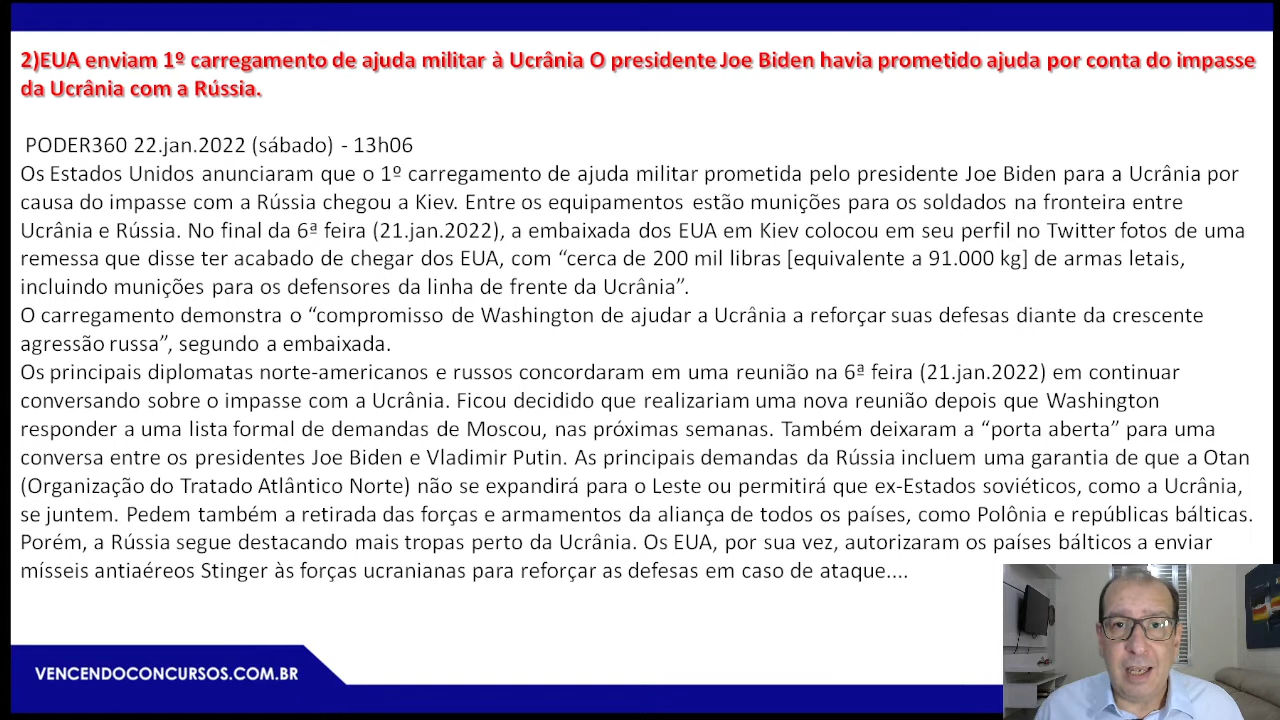 2)EUA enviam 1º carregamento de ajuda militar à Ucrânia O presidente Joe Biden havia prometido ajuda por conta do impasse
da Ucrânia com a Rússia.
PODER360 22.jan.2022 (sábado) - 13h06
Os Estados Unidos anunciaram que o 1º carregamento de ajuda militar prometida pelo presidente Joe Biden para a Ucrânia por
causa do impasse com a Rússia chegou a Kiev. Entre os equipamentos estão munições para os soldados na fronteira entre
Ucrânia e Rússia. No final da 6ª feira (21.jan.2022), a embaixada dos EUA em Kiev colocou em seu perfil no Twitter fotos de uma
remessa que disse ter acabado de chegar dos EUA, com “cerca de 200 mil libras [equivalente a 91.000 kg] de armas letais,
incluindo munições para os defensores da linha de frente da Ucrânia”.
O carregamento demonstra o “compromisso de Washington de ajudar a Ucrânia a reforçar suas defesas diante da crescente
agressão russa”, segundo a embaixada.
Os principais diplomatas norte-americanos e russos concordaram em uma reunião na 6ª feira (21.jan.2022) em continuar
conversando sobre o impasse com a Ucrânia. Ficou decidido que realizariam uma nova reunião depois que Washington
responder a uma lista formal de demandas de Moscou, nas próximas semanas. Também deixaram a “porta aberta” para uma
conversa entre os presidentes Joe Biden e Vladimir Putin. As principais demandas da Rússia incluem uma garantia de que a Otan
(Organização do Tratado Atlântico Norte) não se expandirá para o Leste ou permitirá que ex-Estados soviéticos, como a Ucrânia,
se juntem. Pedem também a retirada das forças e armamentos da aliança de todos os países, como Polônia e repúblicas bálticas.
Porém, a Rússia segue destacando mais tropas perto da Ucrânia. Os EUA, por sua vez, autorizaram os países bálticos a enviar
mísseis antiaéreos Stinger às forças ucranianas para reforçar as defesas em caso de ataque....
VENCENDOCONCURSOS.COM.BR